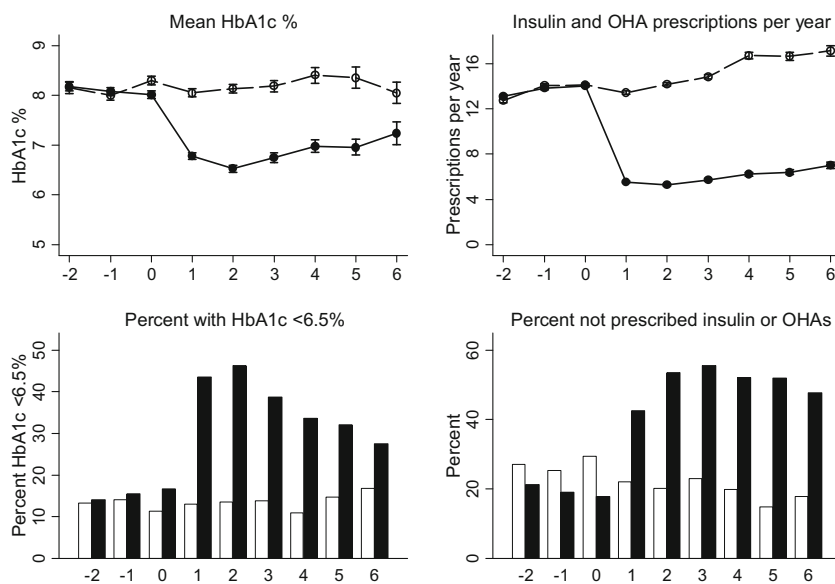 Mean HbA1c %
HbA1c %
9
8
7
6
5
-2 -1 0 1 2 3 4 5 6
Insulin and OHA prescriptions per year
Prescriptions per year
16
12
8
4
0
-2 -1 0 1 2 3 4 5 6
Percent with HbA1c <6.5%
Percent HbA1c <6.5%
50
40
30
20
10
0
-2 -1 0 1 2 3 4 5 6
Percent not prescribed insulin or OHAs
Percent
60
40
20
0
-2 -1 0 1 2 3 4 5 6